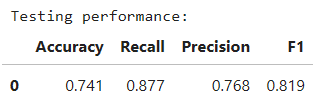 Testing performance:
Accuracy Recall Precision F1
0 0.741 0.877 0.768 0.819